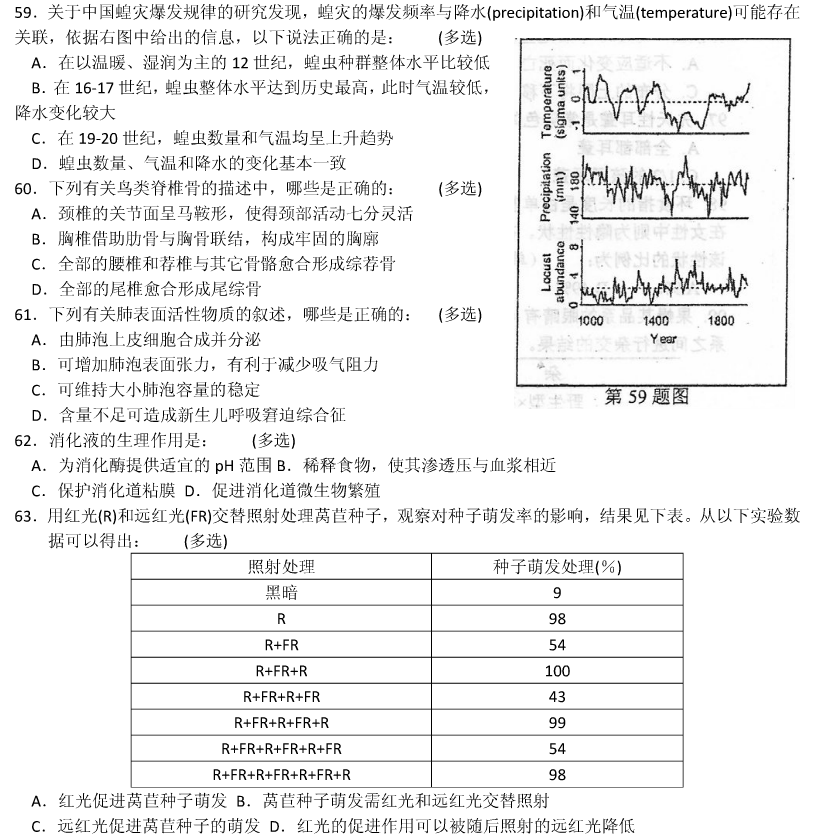 59．关于中国蝗灾爆发规律的研究发现，蝗灾的爆发频率与降水(precipitation)和气温(temperature)可能存在
关联，依据右图中给出的信息，以下说法正确的是：　　(多选)
A．在以温暖、湿润为主的 12 世纪，蝗虫种群整体水平比较低
B．在 16-17 世纪，蝗虫整体水平达到历史最高，此时气温较低，
降水变化较大
C．在 19-20 世纪，蝗虫数量和气温均呈上升趋势
D．蝗虫数量、气温和降水的变化基本一致
60．下列有关鸟类脊椎骨的描述中，哪些是正确的：　　(多选)
A．颈椎的关节面呈马鞍形，使得颈部活动七分灵活
B．胸椎借助肋骨与胸骨联结，构成牢固的胸廓
C．全部的腰椎和荐椎与其它骨骼愈合形成综荐骨
D．全部的尾椎愈合形成尾综骨
61．下列有关肺表面活性物质的叙述，哪些是正确的：　　(多选)
A．由肺泡上皮细胞合成并分泌
B．可增加肺泡表面张力，有利于减少吸气阻力
C．可维持大小肺泡容量的稳定
D．含量不足可造成新生儿呼吸窘迫综合征
Temperature
(sigma units)
-1 0 1
Precipitation
(mm)
140 180
Locust
abundance
0 4 8
1000 1400 1800
Year
第 59 题图
62．消化液的生理作用是：　　(多选)
A．为消化酶提供适宜的 pH 范围 B．稀释食物，使其渗透压与血浆相近
C．保护消化道粘膜 D．促进消化道微生物繁殖
63．用红光(R)和远红光(FR)交替照射处理莴苣种子，观察对种子萌发率的影响，结果见下表。从以下实验数
据可以得出：　　(多选)
照射处理 种子萌发处理(%)
黑暗 9
R 98
R+FR 54
R+FR+R 100
R+FR+R+FR 43
R+FR+R+FR+R 99
R+FR+R+FR+R+FR 54
R+FR+R+FR+R+FR+R 98
A．红光促进莴苣种子萌发 B．莴苣种子萌发需红光和远红光交替照射
C．远红光促进莴苣种子的萌发 D．红光的促进作用可以被随后照射的远红光降低